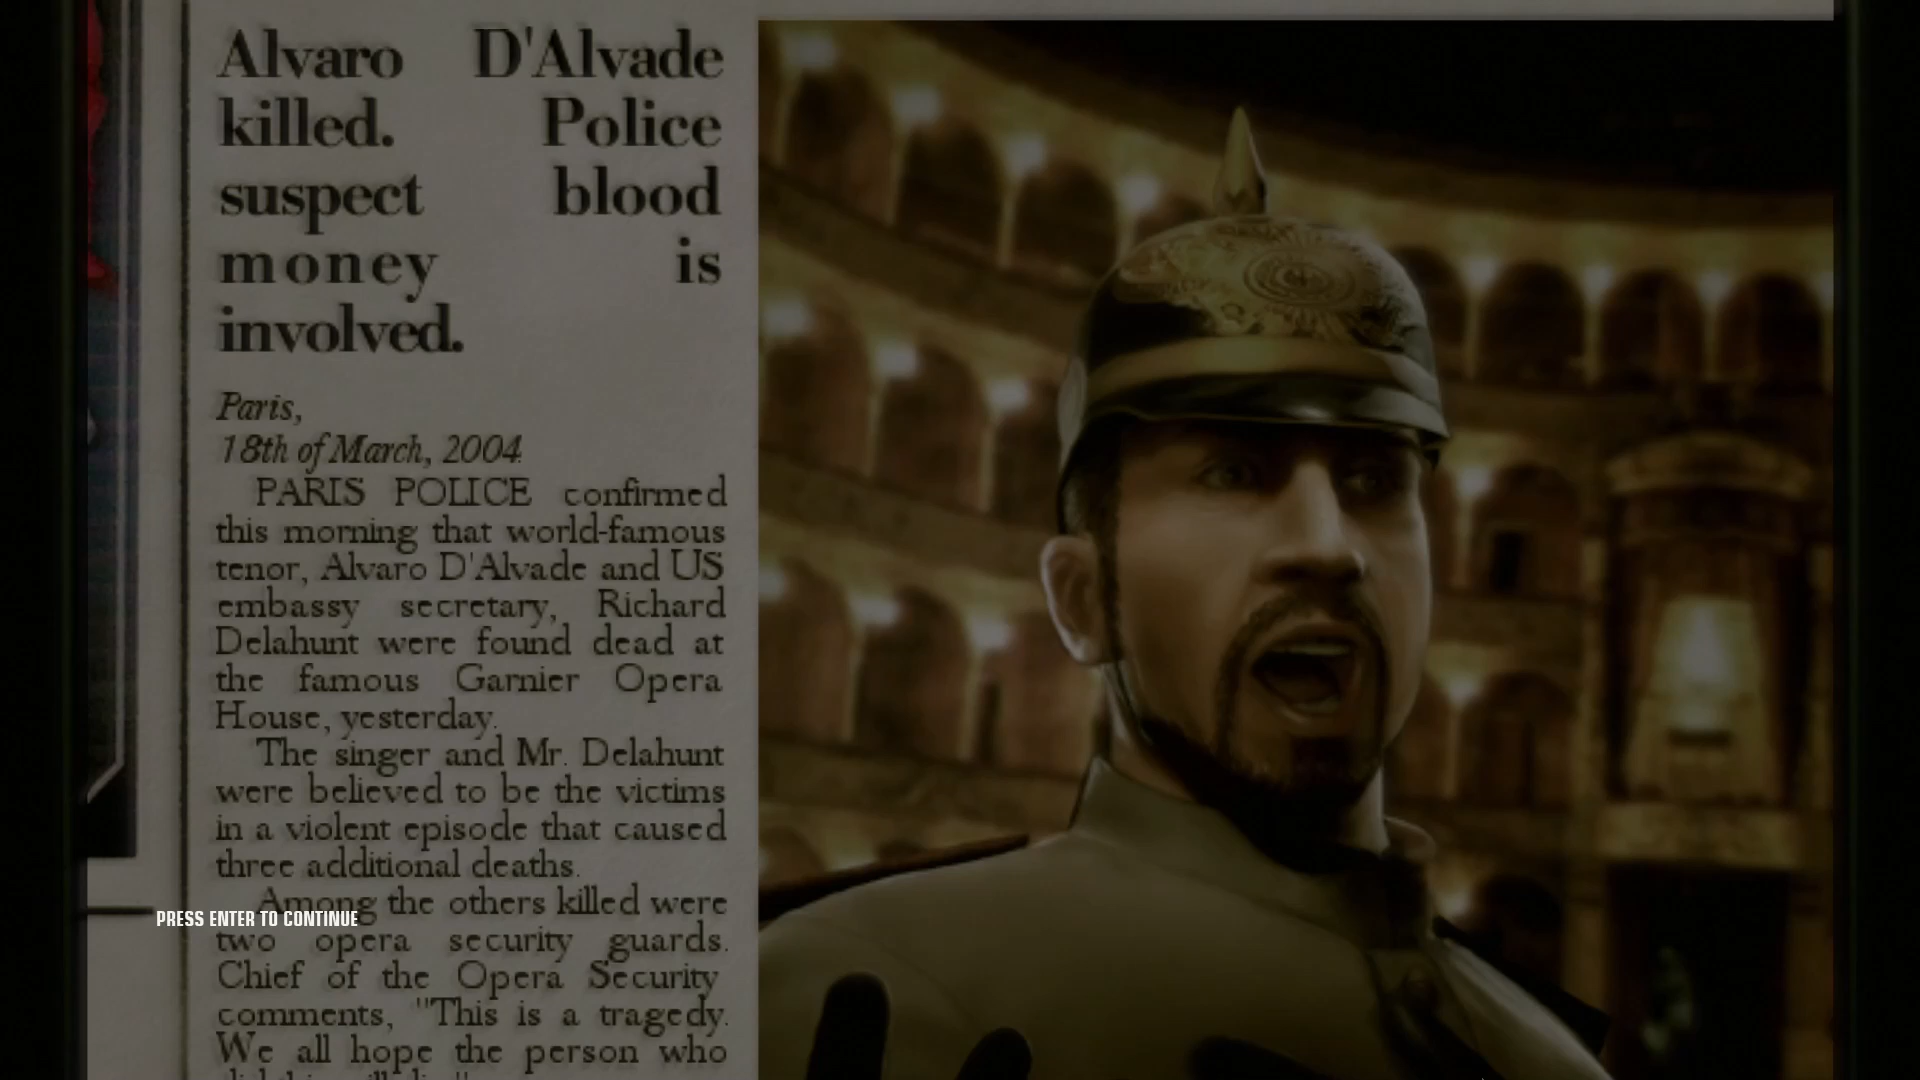 Alvaro D'Alvade
killed. Police
suspect blood
money is
involved.
Paris,
18th of March, 2004.
PARIS POLICE confirmed
this morning that world-famous
tenor, Alvaro D'Alvade and US
embassy secretary, Richard
Delahunt were found dead at
the famous Garnier Opera
House, yesterday.
The singer and Mr. Delahunt
were believed to be the victims
in a violent episode that caused
three additional deaths.
Among the others killed were
PRESS ENTER TO CONTINUE
two opera security guards.
Chief of the Opera Security
comments, "This is a tragedy.
We all hope the person who